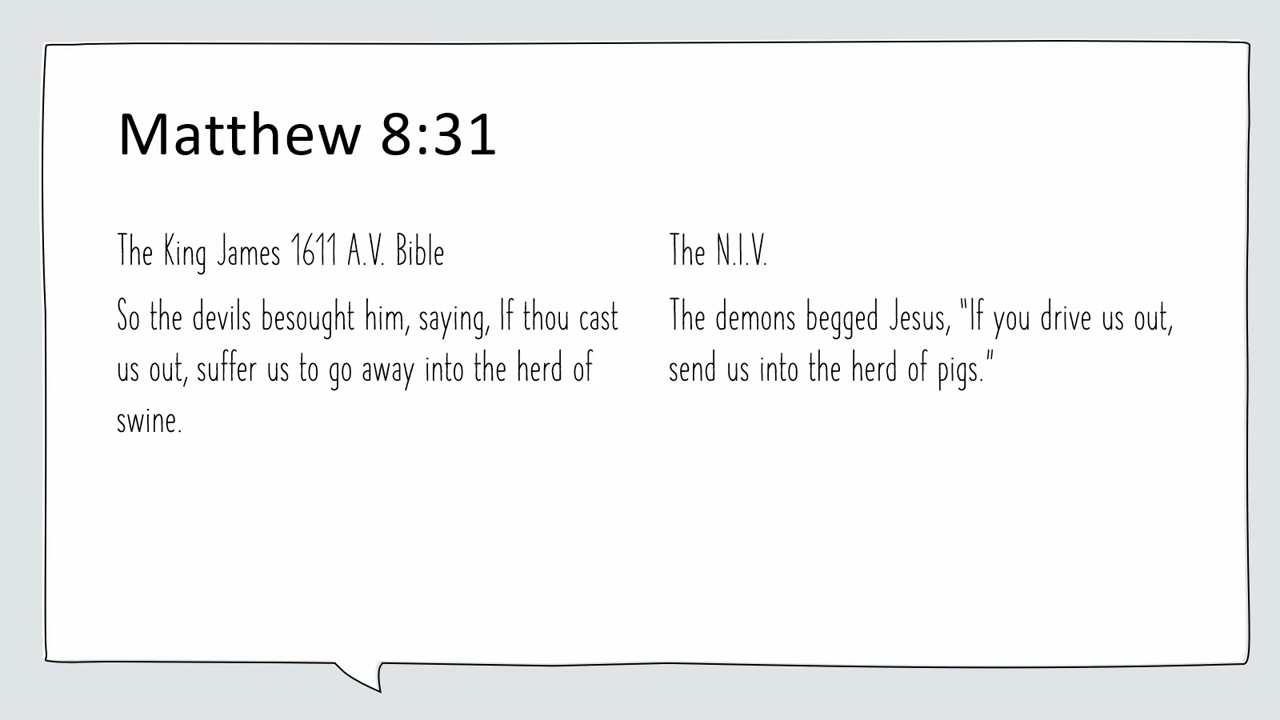 Matthew 8:31
The King James 1611 A.V. Bible
So the devils besought him, saying, If thou cast
us out, suffer us to go away into the herd of
swine.
The N.I.V.
The demons begged Jesus, "If you drive us out,
send us into the herd of pigs."